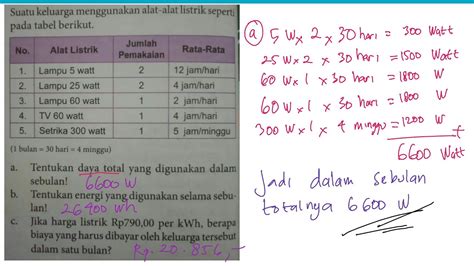 Suatu keluarga menggunakan alat-alat listrik seperti
pada tabel berikut.
No. Alat Listrik Jumlah Pemakaian Rata-Rata
1. Lampu 5 watt 2 12 jam/hari
2. Lampu 25 watt 2 4 jam/hari
3. Lampu 60 watt 2 2 jam/hari
4. TV 60 watt 1 4 jam/hari
5. Setrika 300 watt 1 5 jam/minggu
(1 bulan = 30 hari = 4 minggu)
a. Tentukan daya total yang digunakan dalam
sebulan! 6600 W
b. Tentukan energi yang digunakan selama sebu-
lan! 26400 Wh
c. Jika harga listrik Rp790,00 per kWh, berapa
biaya yang harus dibayar oleh keluarga tersebut
dalam satu bulan? Rp. 20.856,-
a 5 W x 2 x 30 hari = 300 Watt
25 W x 2 x 30 hari = 1500 Watt
60 W x 1 x 30 hari = 1800 W
60 W x 1 x 30 hari = 1800 W
300 W x 1 x 4 minggu = 1200 W
+
6600 Watt
Jadi dalam sebulan
totalnya 6600 W